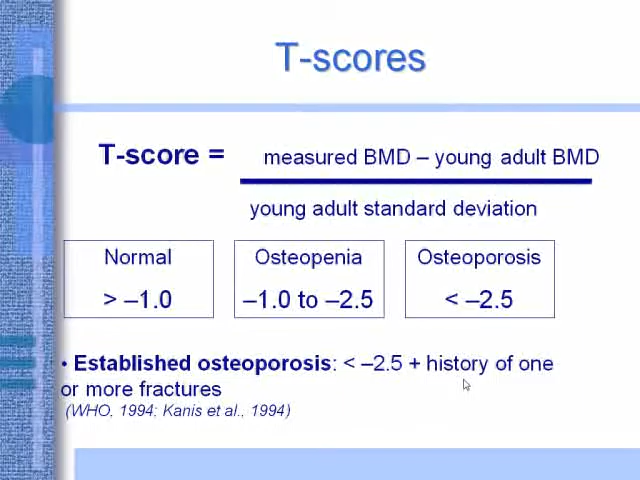 T-scores
T-score =
measured BMD – young adult BMD
young adult standard deviation
Normal
> –1.0
Osteopenia
–1.0 to –2.5
Osteoporosis
< –2.5
• Established osteoporosis: < –2.5 + history of one
or more fractures
(WHO, 1994; Kanis et al., 1994)